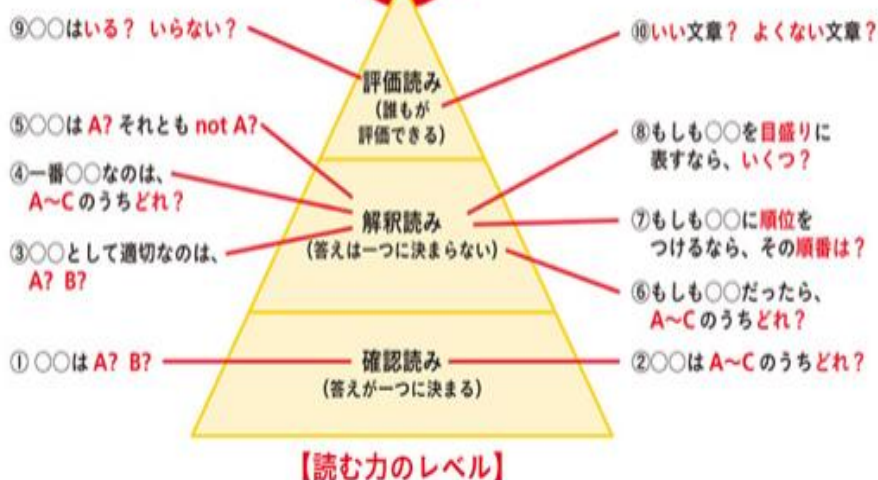 ⑨○○はいる？ いらない？
⑩いい文章？ よくない文章？
評価読み
（誰もが
評価できる）
⑤○○は A? それとも not A?
④一番○○なのは、
A〜C のうちどれ？
③○○として適切なのは、
A? B?
⑧もしも○○を目盛りに
表すなら、いくつ？
解釈読み
（答えは一つに決まらない）
⑦もしも○○に順位を
つけるなら、その順番は？
⑥もしも○○だったら、
A〜C のうちどれ？
① ○○は A? B?
確認読み
（答えが一つに決まる）
②○○は A〜C のうちどれ？
【読む力のレベル】